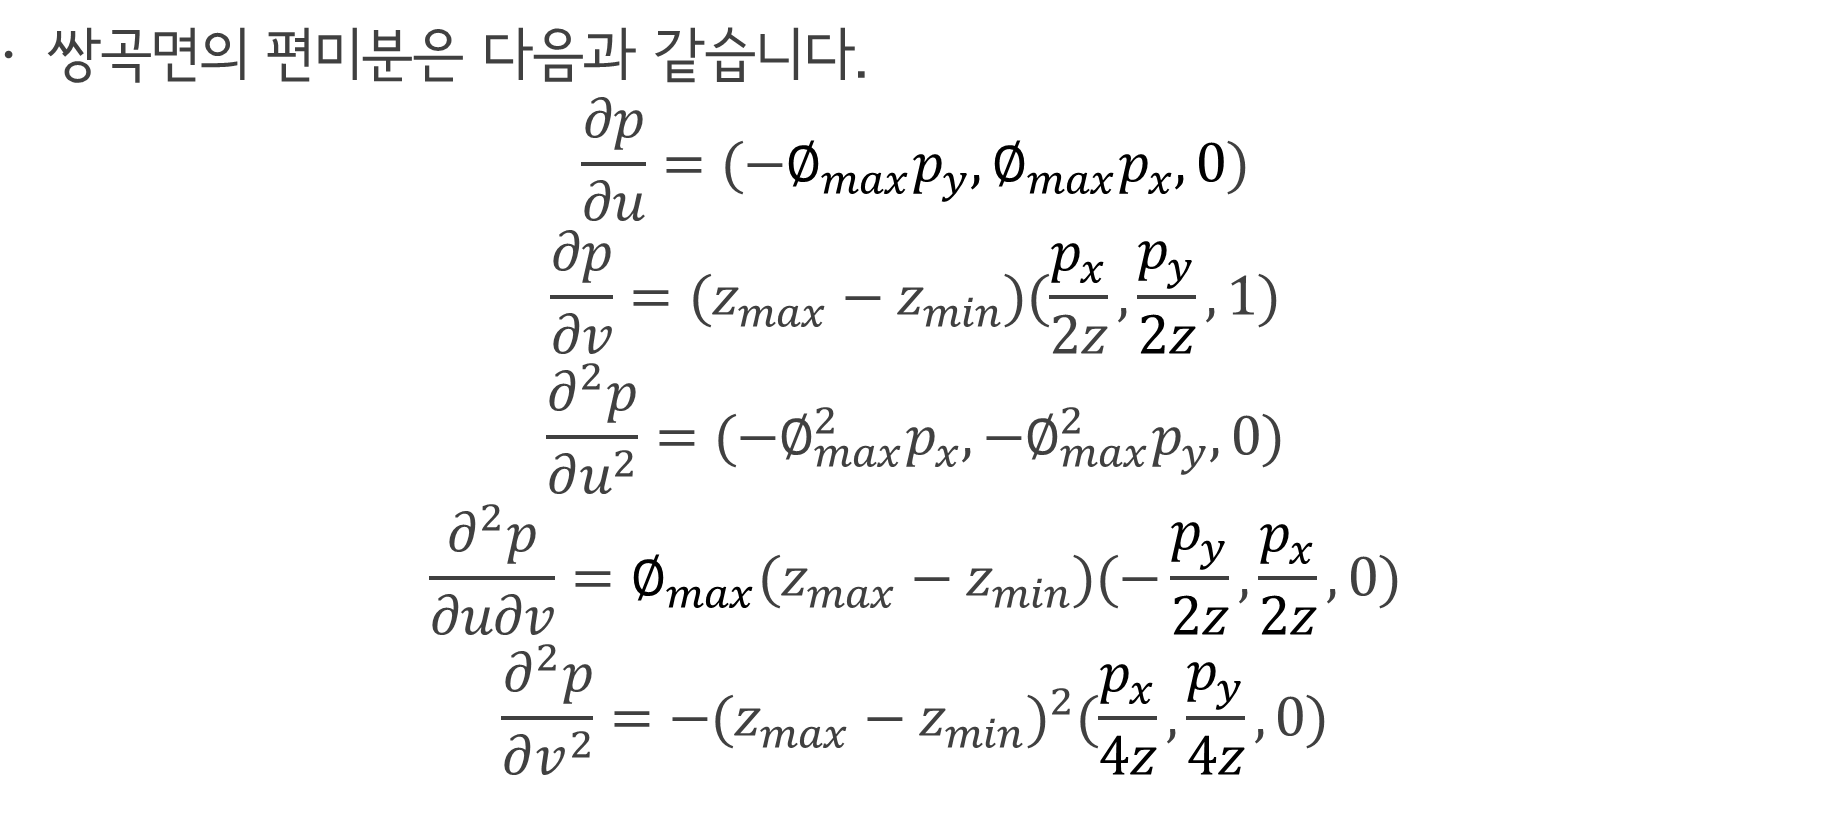 · 쌍곡면의 편미분은 다음과 같습니다.
∂p/∂u = (−∅_max p_y, ∅_max p_x, 0)
∂p/∂v = (z_max − z_min)(p_x/2z, p_y/2z, 1)
∂²p/∂u² = (−∅²_max p_x, −∅²_max p_y, 0)
∂²p/∂u∂v = ∅_max (z_max − z_min)(−p_y/2z, p_x/2z, 0)
∂²p/∂v² = −(z_max − z_min)²(p_x/4z, p_y/4z, 0)